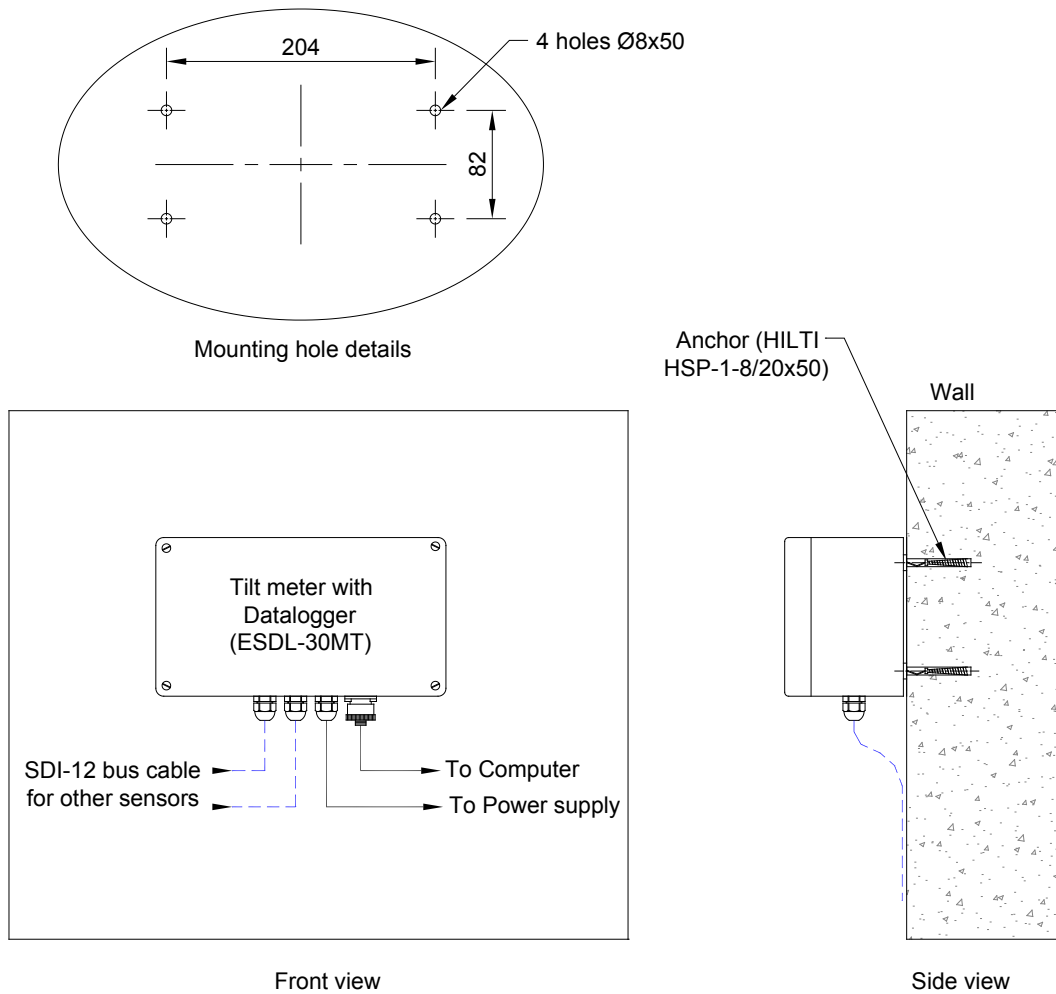 204
4 holes Ø8x50
82
Mounting hole details
Anchor (HILTI
HSP-1-8/20x50)
Wall
Tilt meter with
Datalogger
(ESDL-30MT)
SDI-12 bus cable
for other sensors
To Computer
To Power supply
Front view
Side view